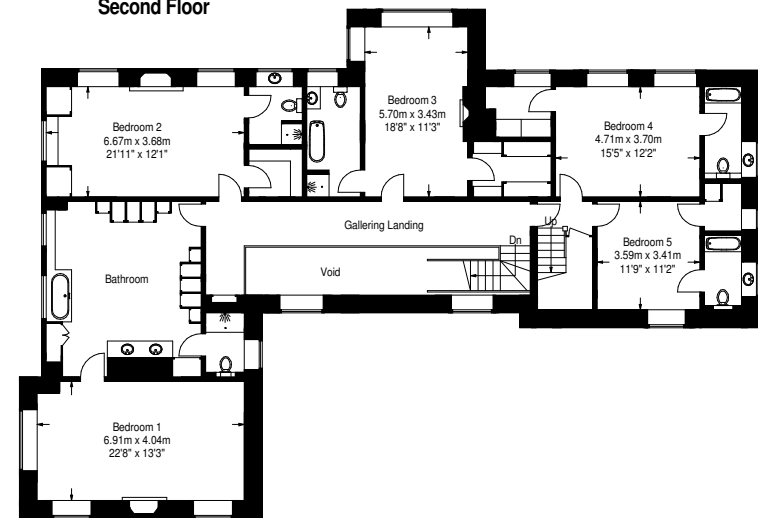 Second Floor
Bedroom 2
6.67m x 3.68m
21'11" x 12'1"
Bedroom 3
5.70m x 3.43m
18'8" x 11'3"
Bedroom 4
4.71m x 3.70m
15'5" x 12'2"
Gallering Landing
Up
Dn
Void
Bathroom
Bedroom 5
3.59m x 3.41m
11'9" x 11'2"
Bedroom 1
6.91m x 4.04m
22'8" x 13'3"